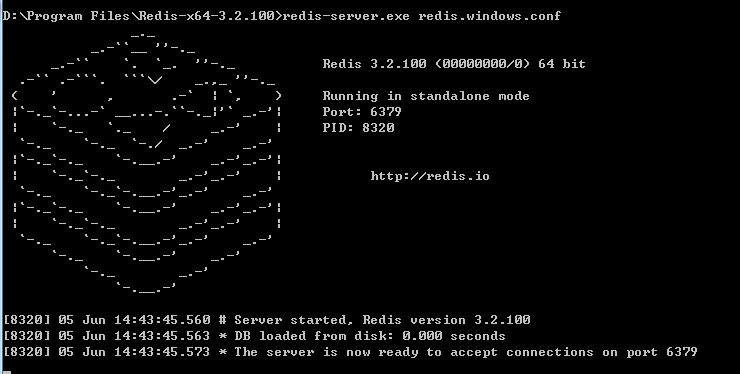 D:\Program Files\Redis-x64-3.2.100>redis-server.exe redis.windows.conf
Redis 3.2.100 (00000000/0) 64 bit
Running in standalone mode
Port: 6379
PID: 8320
http://redis.io
[8320] 05 Jun 14:43:45.560 # Server started, Redis version 3.2.100
[8320] 05 Jun 14:43:45.563 * DB loaded from disk: 0.000 seconds
[8320] 05 Jun 14:43:45.573 * The server is now ready to accept connections on port 6379